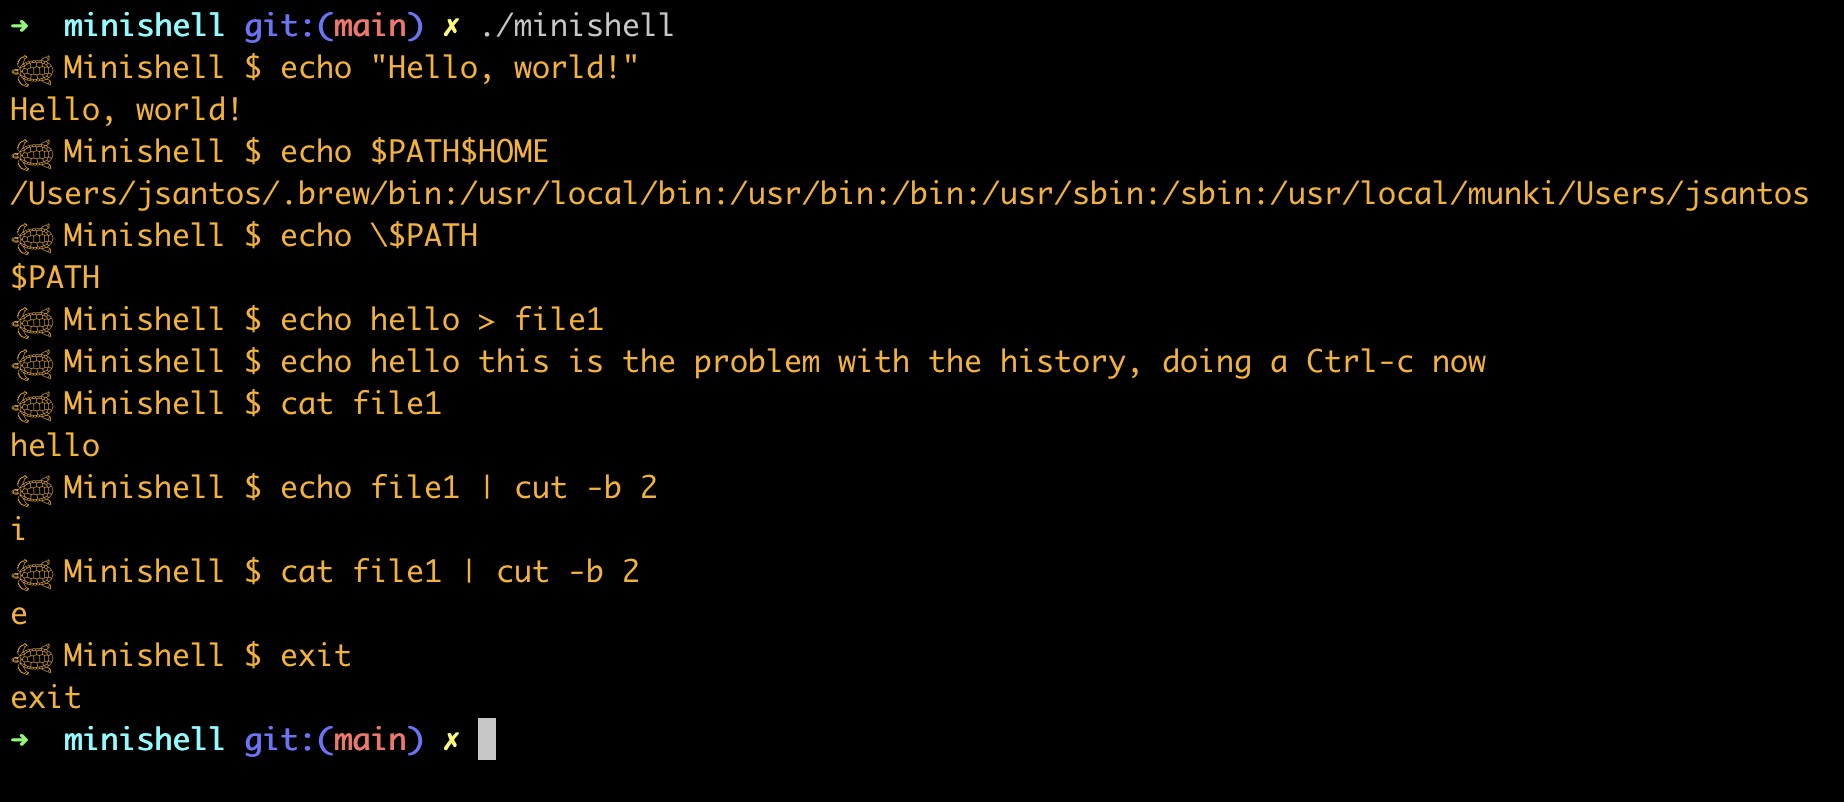 ➜  minishell git:(main) ✗ ./minishell
🐢 Minishell $ echo "Hello, world!"
Hello, world!
🐢 Minishell $ echo $PATH$HOME
/Users/jsantos/.brew/bin:/usr/local/bin:/usr/bin:/bin:/usr/sbin:/sbin:/usr/local/munki/Users/jsantos
🐢 Minishell $ echo \$PATH
$PATH
🐢 Minishell $ echo hello > file1
🐢 Minishell $ echo hello this is the problem with the history, doing a Ctrl-c now
🐢 Minishell $ cat file1
hello
🐢 Minishell $ echo file1 | cut -b 2
i
🐢 Minishell $ cat file1 | cut -b 2
e
🐢 Minishell $ exit
exit
➜  minishell git:(main) ✗